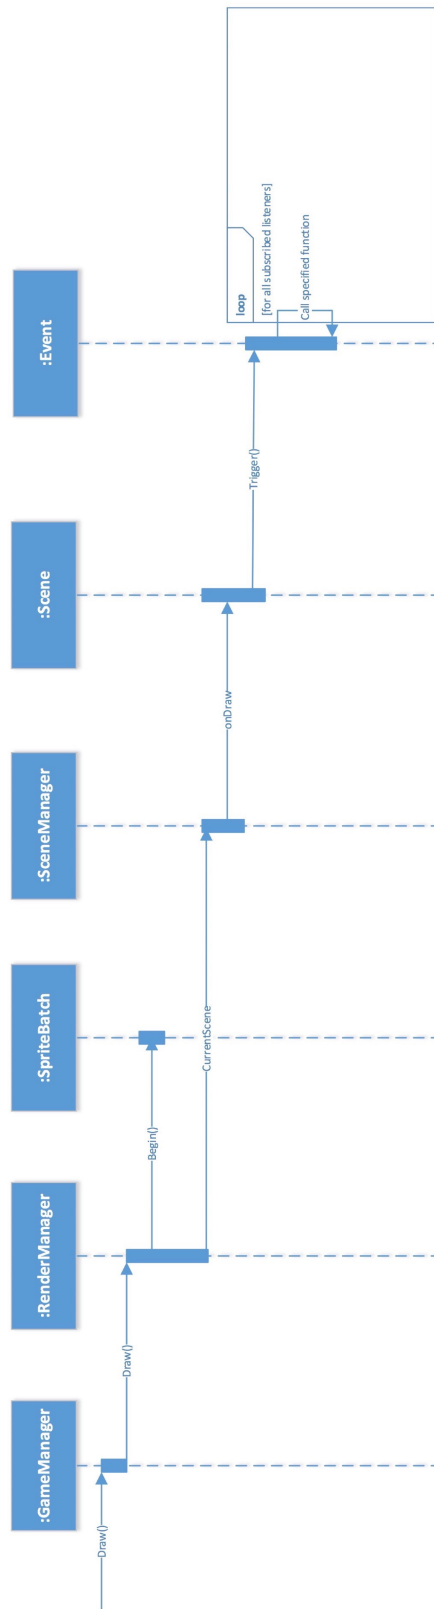 :GameManager
:RenderManager
:SpriteBatch
:SceneManager
:Scene
:Event
Draw()
Draw()
Begin()
CurrentScene
onDraw
Trigger()
loop
[for all subscribed listeners]
Call specified function